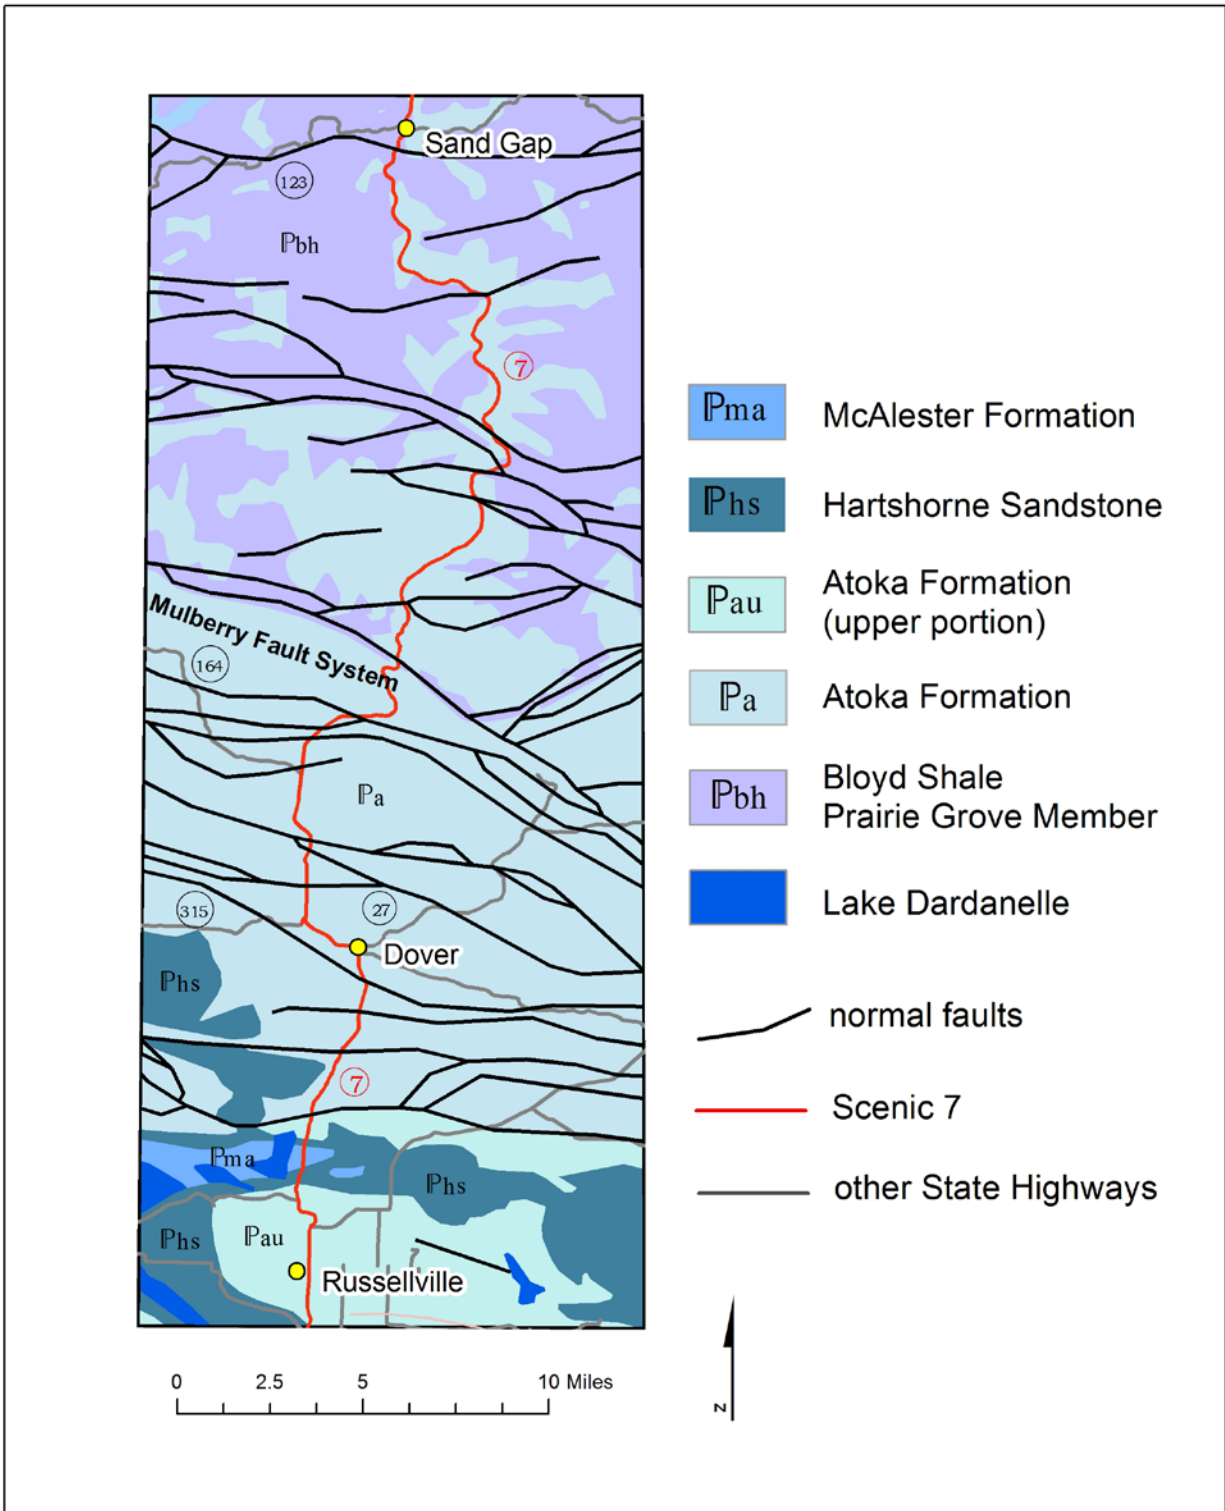 Sand Gap
123
ℙbh
7
Mulberry Fault System
164
ℙa
315
27
Dover
ℙhs
7
ℙma
ℙhs
ℙhs
ℙau
Russellville
ℙma McAlester Formation
ℙhs Hartshorne Sandstone
ℙau Atoka Formation
(upper portion)
ℙa Atoka Formation
ℙbh Bloyd Shale
Prairie Grove Member
Lake Dardanelle
normal faults
Scenic 7
other State Highways
0 2.5 5 10 Miles
N